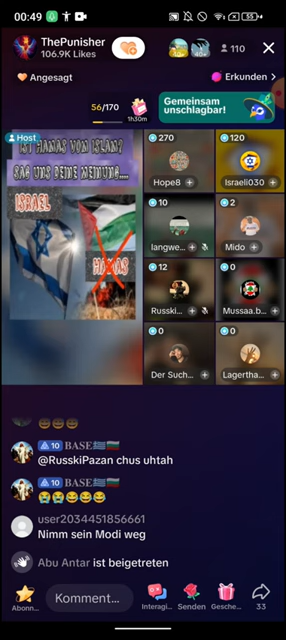 00:49
55
ThePunisher
106.9K Likes
110
Angesagt
Erkunden >
56/170
1h30m
Gemeinsam
unschlagbar!
Host
IST HAMAS VON ISLAM?
SAG UNS DEINE MEINUNG...
ISRAEL
HAMAS
270
Hope8
120
Israeli030
10
langwe...
2
Mido
12
Russki...
0
Mussaa.b...
0
Der Such...
0
Lagertha...
10 BASE
@RusskiPazan chus uhtah
10 BASE
😭😭😂😂😂
user2034451856661
Nimm sein Modi weg
Abu Antar ist beigetreten
Kommentar...
Abonn...
Interagi...
Senden
Gesche...
33